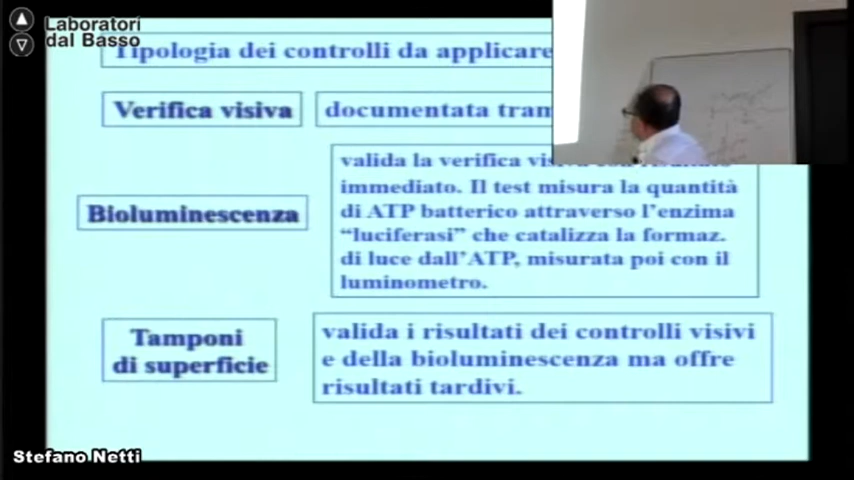 Laboratori
dal Basso
Tipologia dei controlli da applicare
Verifica visiva
documentata
valida la verifica
immediato. Il test misura la quantità
di ATP batterico attraverso l'enzima
"luciferasi" che catalizza la formaz.
di luce dall'ATP, misurata poi con il
luminometro.
Bioluminescenza
Tamponi
di superficie
valida i risultati dei controlli visivi
e della bioluminescenza ma offre
risultati tardivi.
Stefano Netti